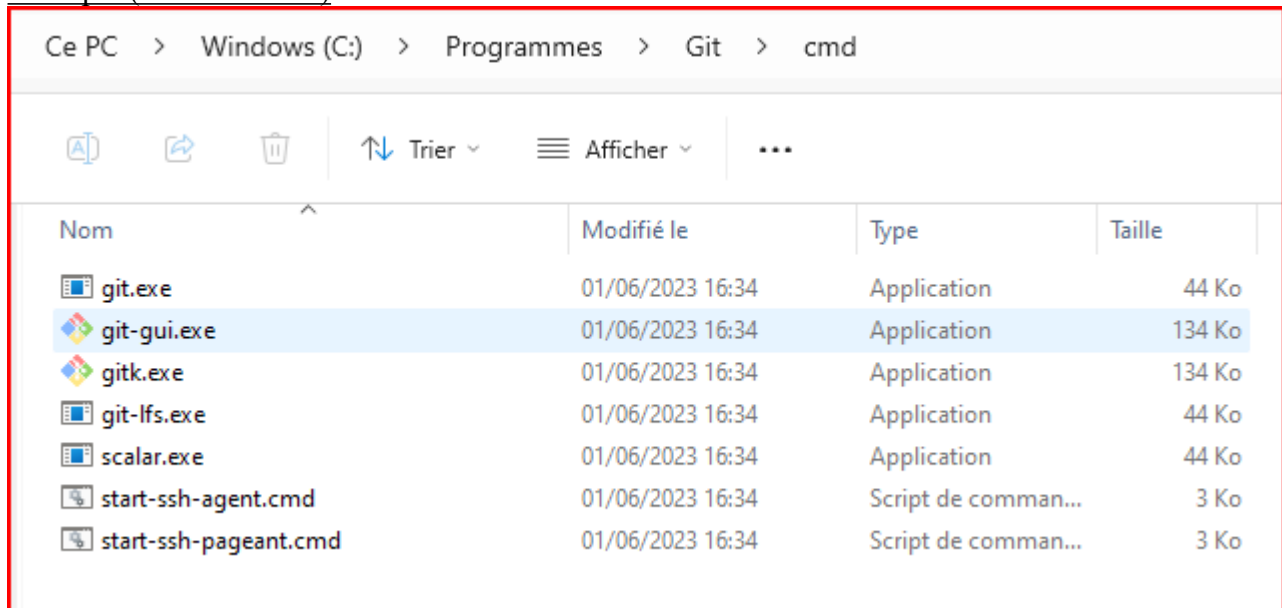 Ce PC > Windows (C:) > Programmes > Git > cmd
Trier Afficher ...
Nom Modifié le Type Taille
git.exe 01/06/2023 16:34 Application 44 Ko
git-gui.exe 01/06/2023 16:34 Application 134 Ko
gitk.exe 01/06/2023 16:34 Application 134 Ko
git-lfs.exe 01/06/2023 16:34 Application 44 Ko
scalar.exe 01/06/2023 16:34 Application 44 Ko
start-ssh-agent.cmd 01/06/2023 16:34 Script de comman... 3 Ko
start-ssh-pageant.cmd 01/06/2023 16:34 Script de comman... 3 Ko